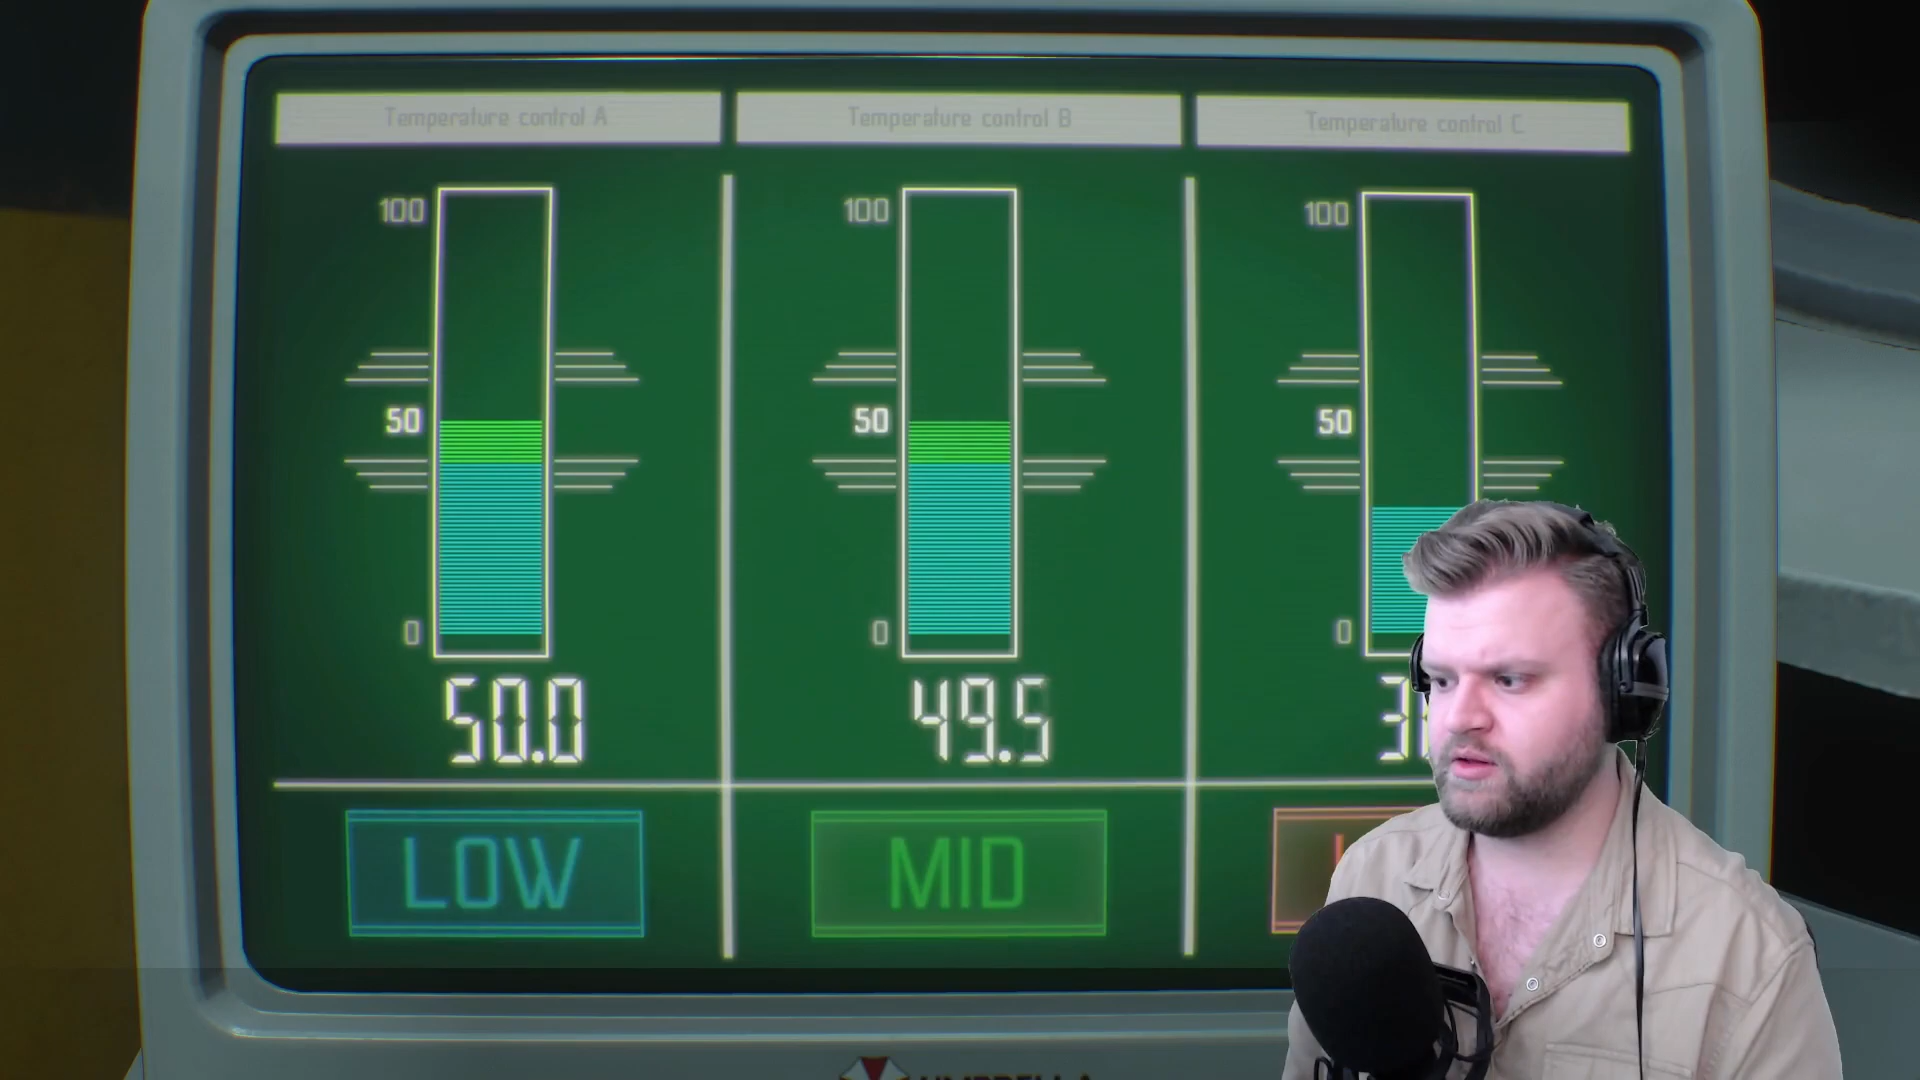 Temperature control A
Temperature control B
Temperature control C
100
100
100
50
50
50
0
0
0
50.0
49.5
LOW
MID